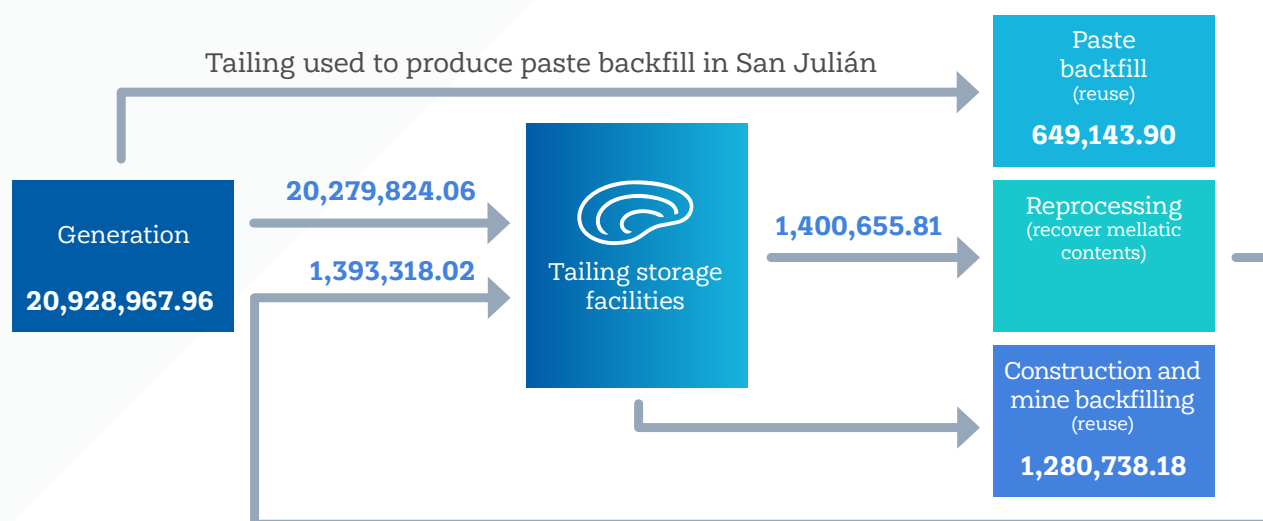 Tailing used to produce paste backfill in San Julián
Paste
backfill
(reuse)
649,143.90
Generation
20,928,967.96
20,279,824.06
1,393,318.02
Tailing storage
facilities
1,400,655.81
Reprocessing
(recover mellatic
contents)
Construction and
mine backfilling
(reuse)
1,280,738.18